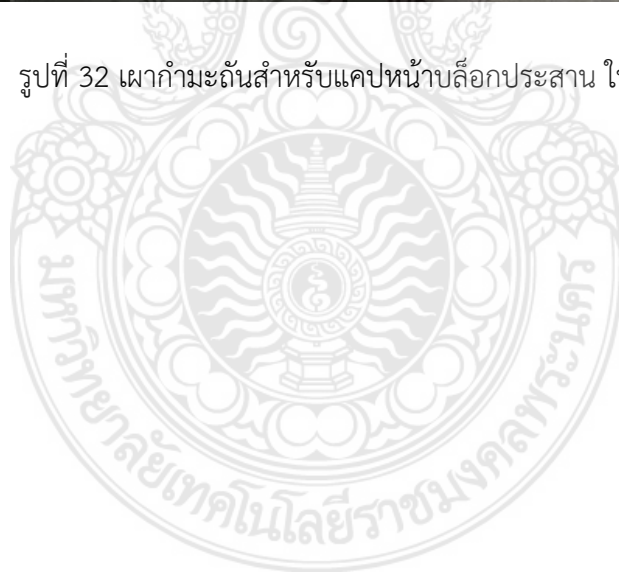 รูปที่ 32 เผากำมะถันสำหรับแคปหน้าบล็อกประสาน
มหาวิทยาลัยเทคโนโลยีราชมงคลพระนคร